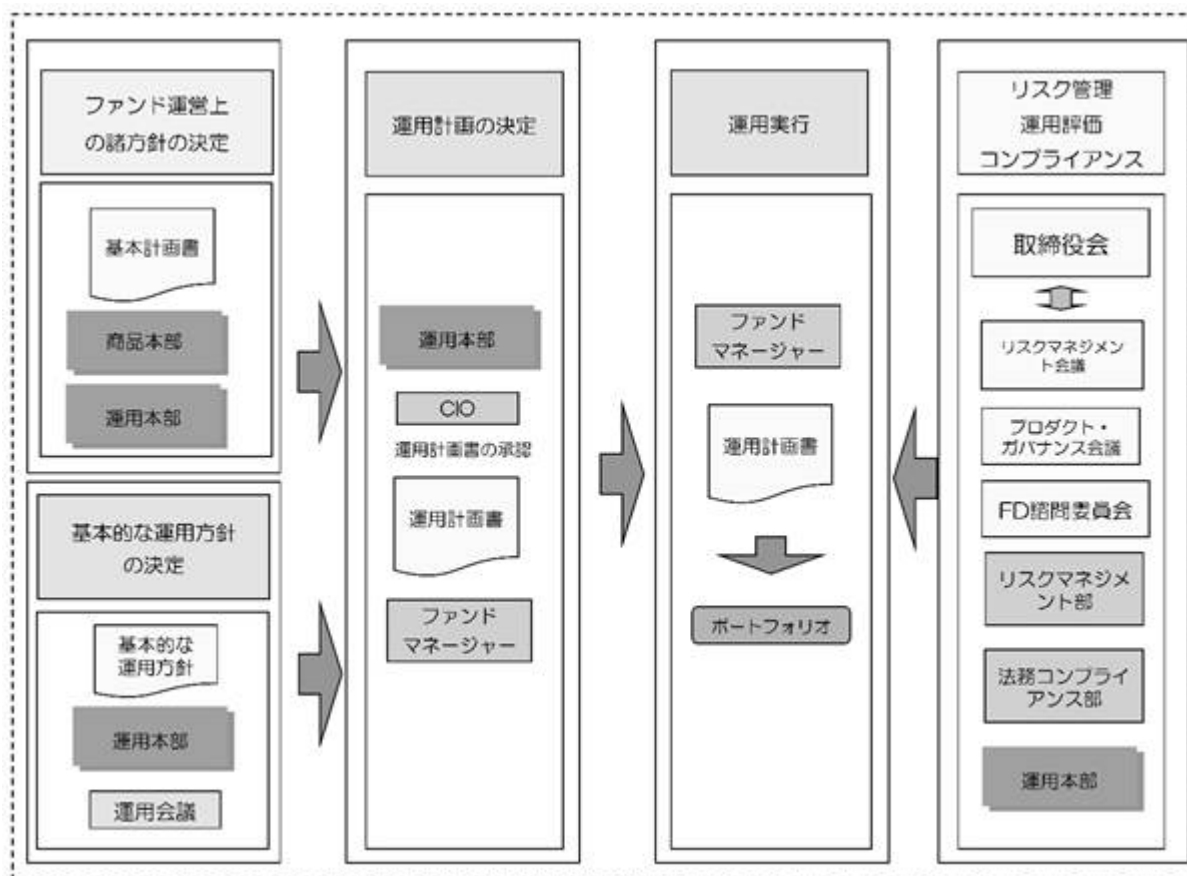 ファンド運営上
の諸方針の決定
基本計画書
商品本部
運用本部
基本的な運用方針
の決定
基本的な
運用方針
運用本部
運用会議
運用計画の決定
運用本部
CIO
運用計画書の承認
運用計画書
ファンド
マネージャー
運用実行
ファンド
マネージャー
運用計画書
ポートフォリオ
リスク管理
運用評価
コンプライアンス
取締役会
リスクマネジメン
ト会議
プロダクト・
ガバナンス会議
FD諮問委員会
リスクマネジメ
ント部
法務コンプライ
アンス部
運用本部